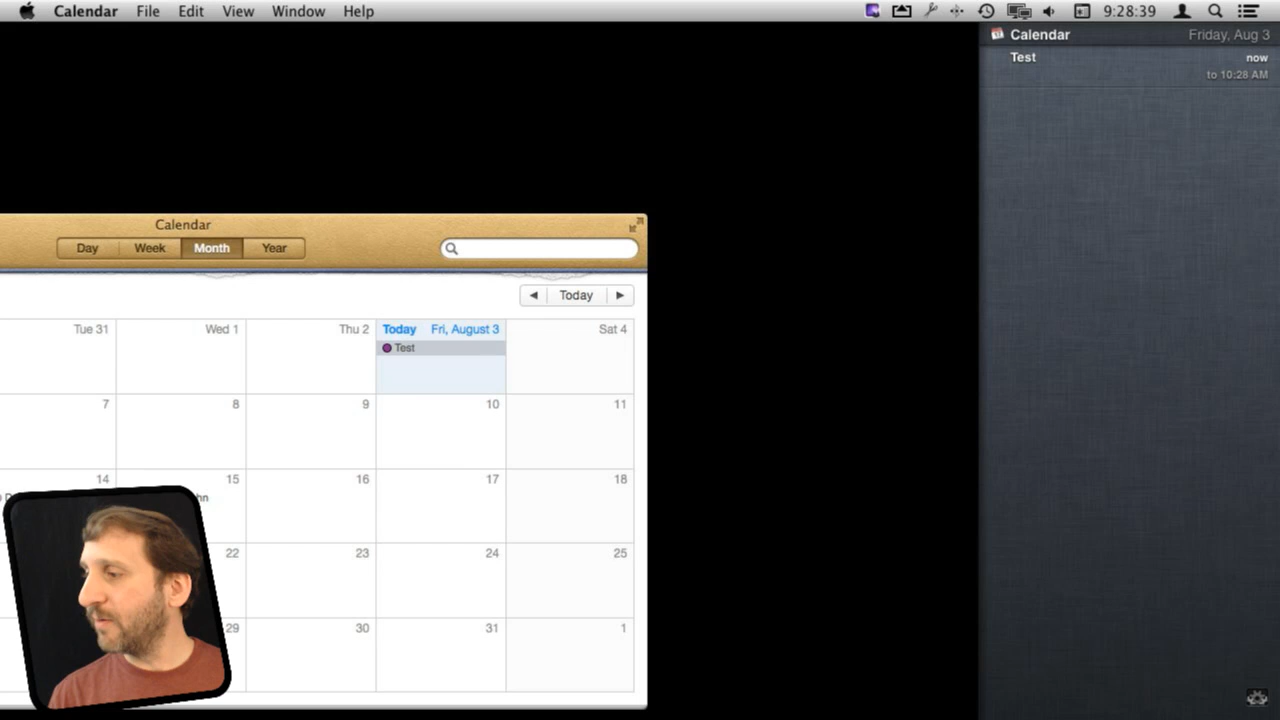 Calendar File Edit View Window Help 9:28:39
Calendar Friday, Aug 3
Test now
to 10:28 AM
Calendar
Day Week Month Year
Today
Tue 31 Wed 1 Thu 2 Today Fri, August 3 Sat 4
Test
7 8 9 10 11
14 15 16 17 18
22 23 24 25
29 30 31 1